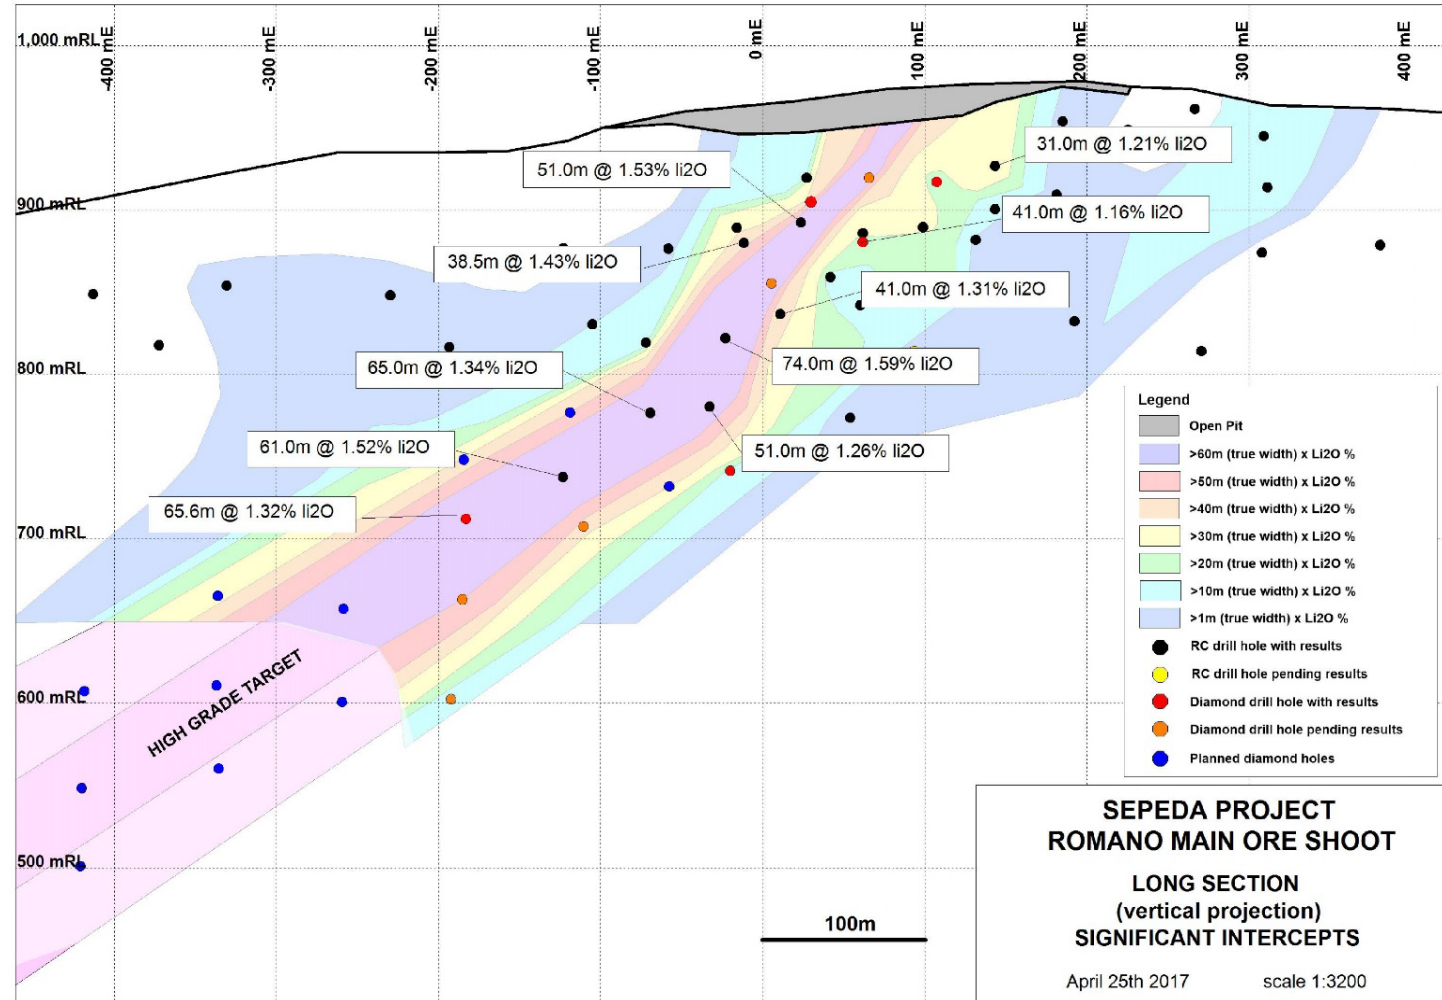 -400 mE
-300 mE
-200 mE
-100 mE
0 mE
100 mE
200 mE
300 mE
400 mE
1,000 mRL
900 mRL
800 mRL
700 mRL
600 mRL
500 mRL
31.0m @ 1.21% li2O
51.0m @ 1.53% li2O
41.0m @ 1.16% li2O
38.5m @ 1.43% li2O
41.0m @ 1.31% li2O
65.0m @ 1.34% li2O
74.0m @ 1.59% li2O
61.0m @ 1.52% li2O
51.0m @ 1.26% li2O
65.6m @ 1.32% li2O
HIGH GRADE TARGET
100m
Legend
Open Pit
>60m (true width) x Li2O %
>50m (true width) x Li2O %
>40m (true width) x Li2O %
>30m (true width) x Li2O %
>20m (true width) x Li2O %
>10m (true width) x Li2O %
>1m (true width) x Li2O %
RC drill hole with results
RC drill hole pending results
Diamond drill hole with results
Diamond drill hole pending results
Planned diamond holes
SEPEDA PROJECT
ROMANO MAIN ORE SHOOT
LONG SECTION
(vertical projection)
SIGNIFICANT INTERCEPTS
April 25th 2017 scale 1:3200